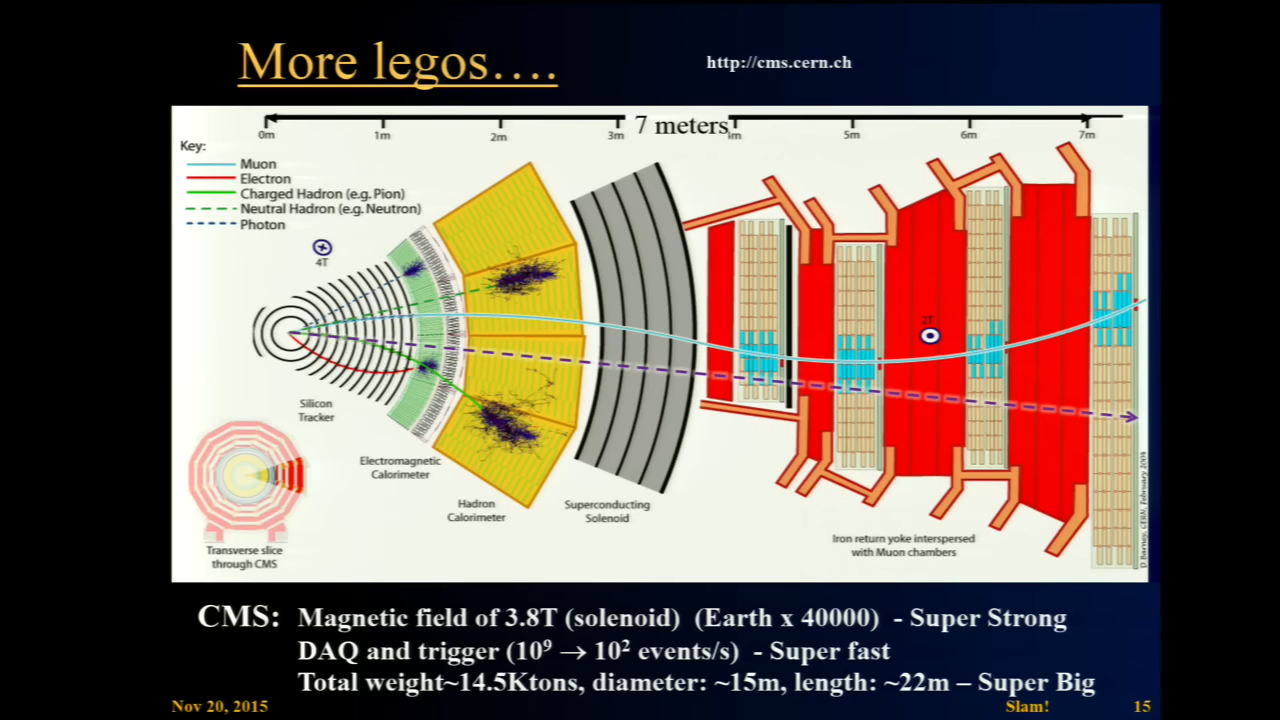 More legos….
http://cms.cern.ch
7 meters
0m 1m 2m 3m 4m 5m 6m 7m
Key:
Muon
Electron
Charged Hadron (e.g. Pion)
Neutral Hadron (e.g. Neutron)
Photon
4T
2T
Silicon
Tracker
Electromagnetic
Calorimeter
Hadron
Calorimeter
Superconducting
Solenoid
Iron return yoke interspersed
with Muon chambers
Transverse slice
through CMS
D Barney, CERN, February 2004
CMS: Magnetic field of 3.8T (solenoid) (Earth x 40000) - Super Strong
DAQ and trigger (10⁹ → 10² events/s) - Super fast
Total weight~14.5Ktons, diameter: ~15m, length: ~22m – Super Big
Nov 20, 2015
Slam!
15